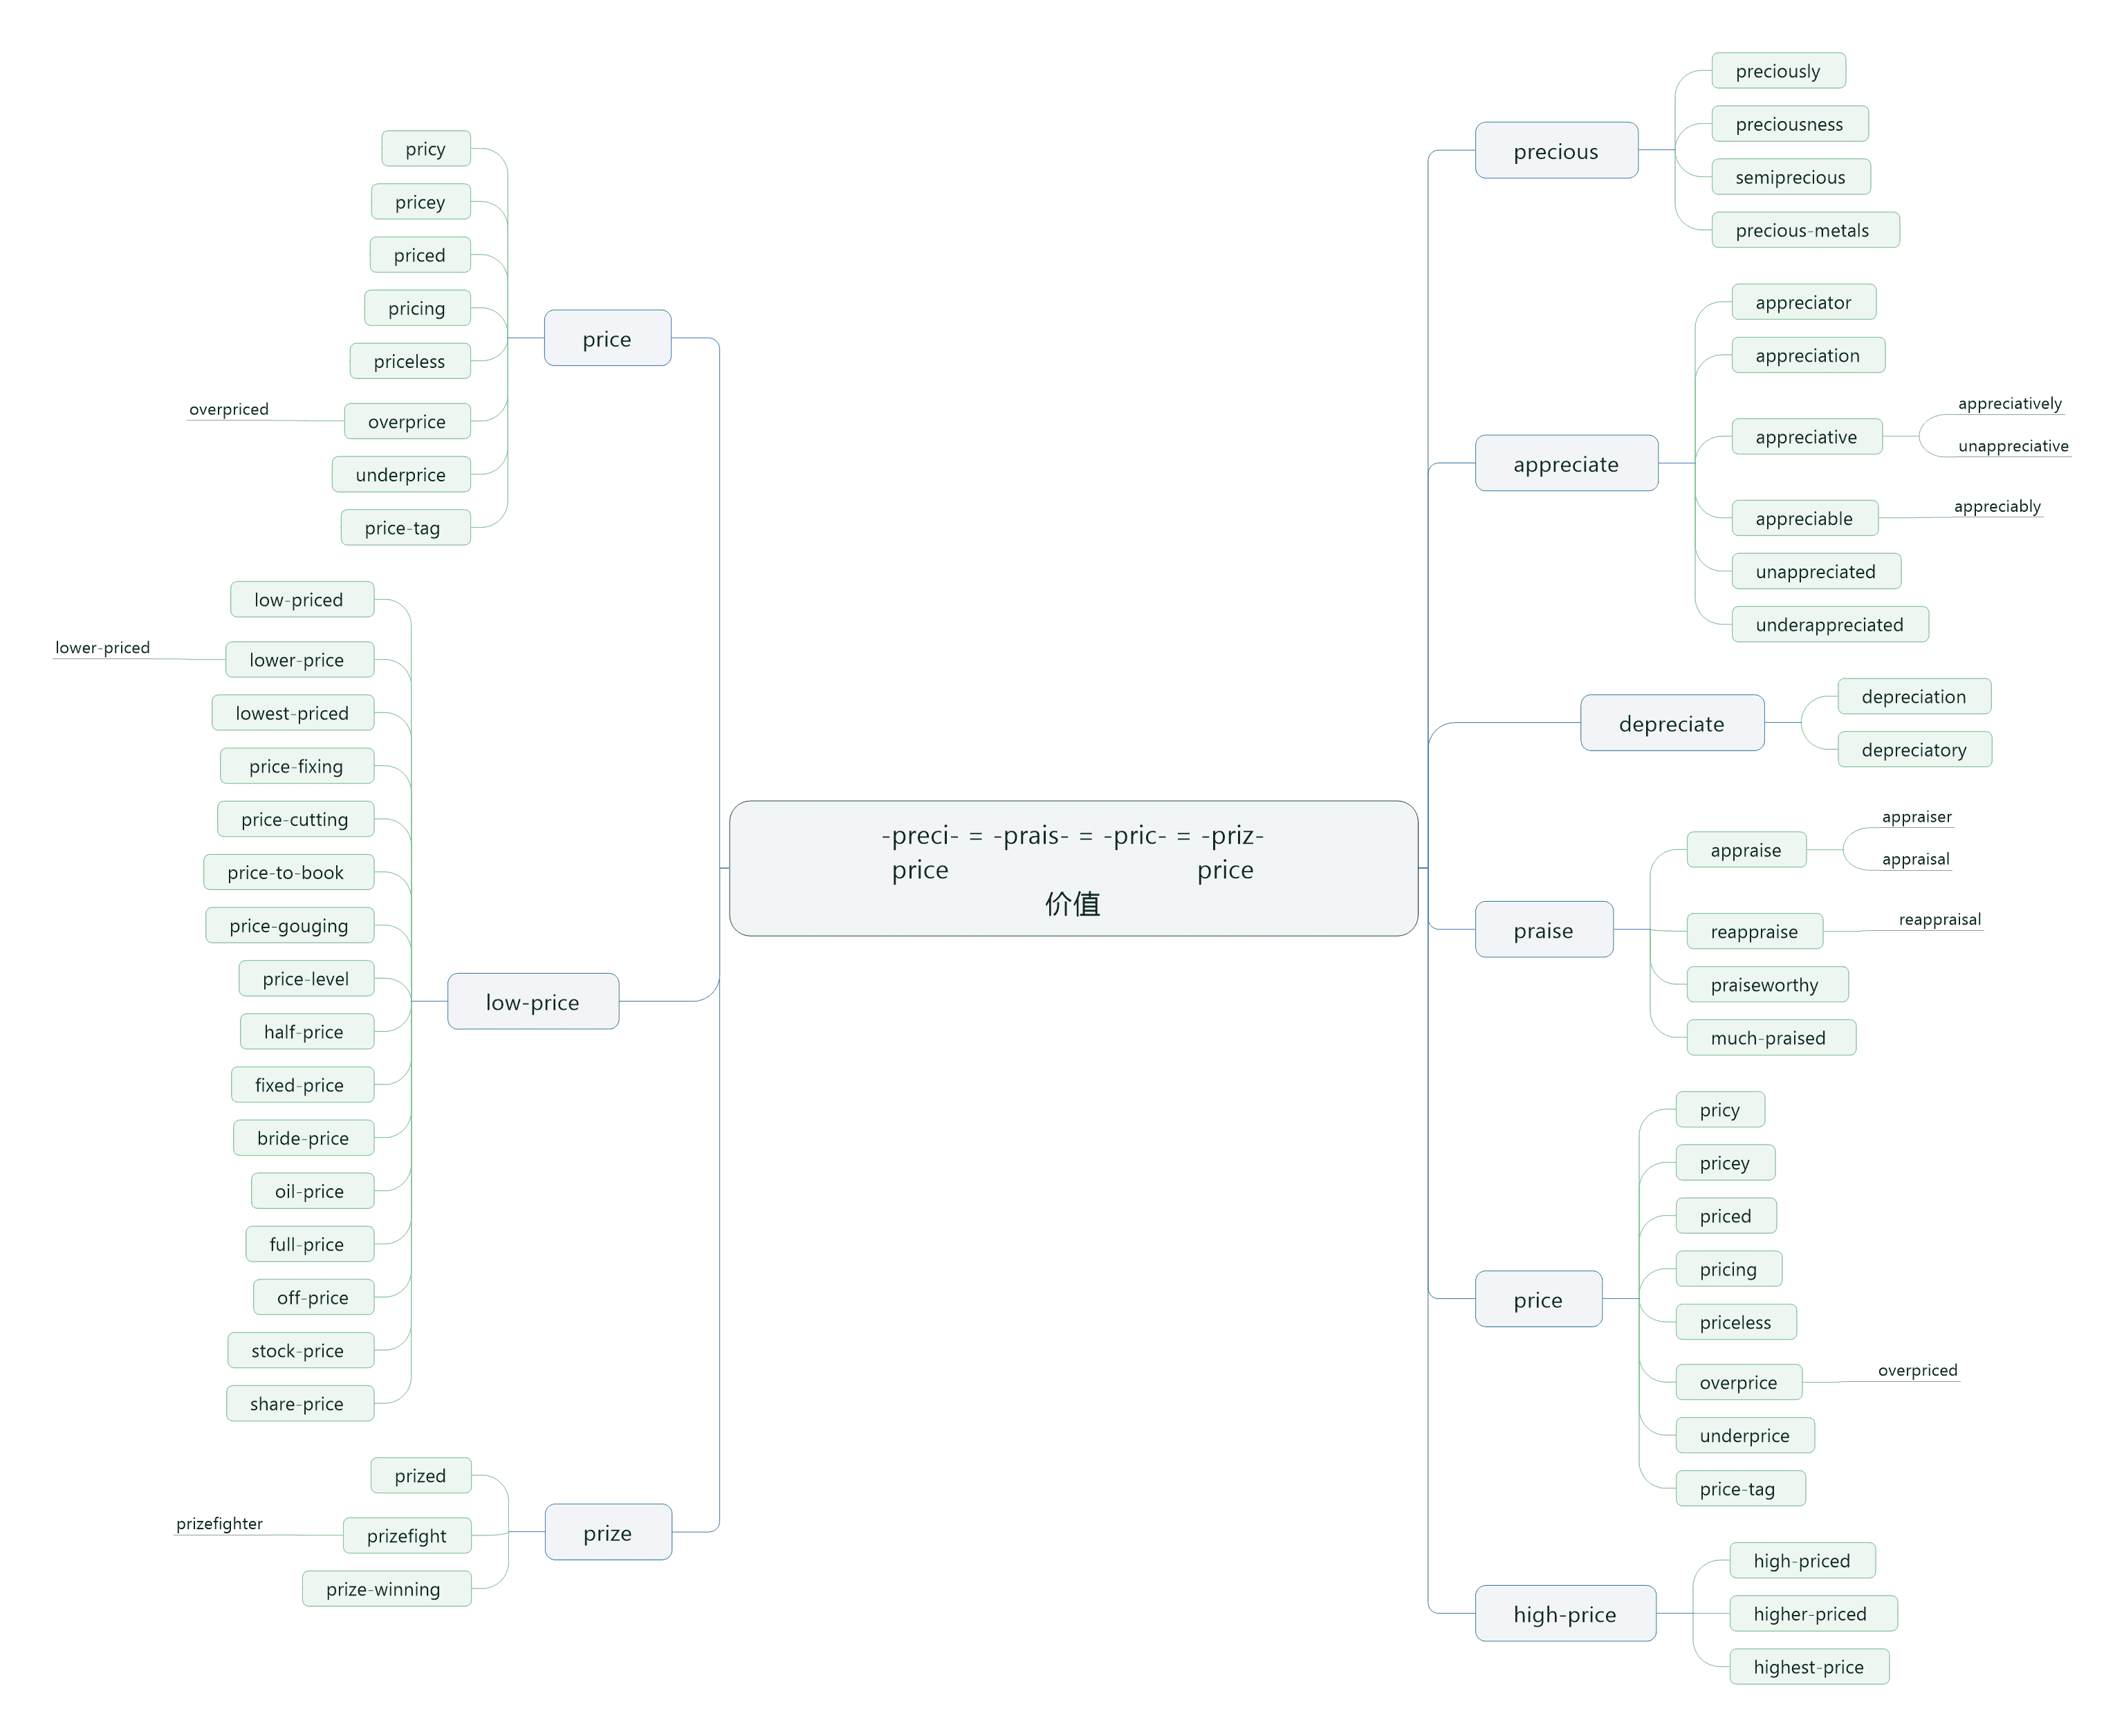 -preci- = -prais- = -pric- = -priz-
price price
价值
precious
preciously
preciousness
semiprecious
precious-metals
appreciate
appreciator
appreciation
appreciative
appreciatively
unappreciative
appreciable
appreciably
unappreciated
underappreciated
depreciate
depreciation
depreciatory
praise
appraise
appraiser
appraisal
reappraise
reappraisal
praiseworthy
much-praised
price
pricy
pricey
priced
pricing
priceless
overprice
overpriced
underprice
price-tag
high-price
high-priced
higher-priced
highest-price
price
pricy
pricey
priced
pricing
priceless
overprice
overpriced
underprice
price-tag
low-price
low-priced
lower-price
lower-priced
lowest-priced
price-fixing
price-cutting
price-to-book
price-gouging
price-level
half-price
fixed-price
bride-price
oil-price
full-price
off-price
stock-price
share-price
prize
prized
prizefight
prizefighter
prize-winning